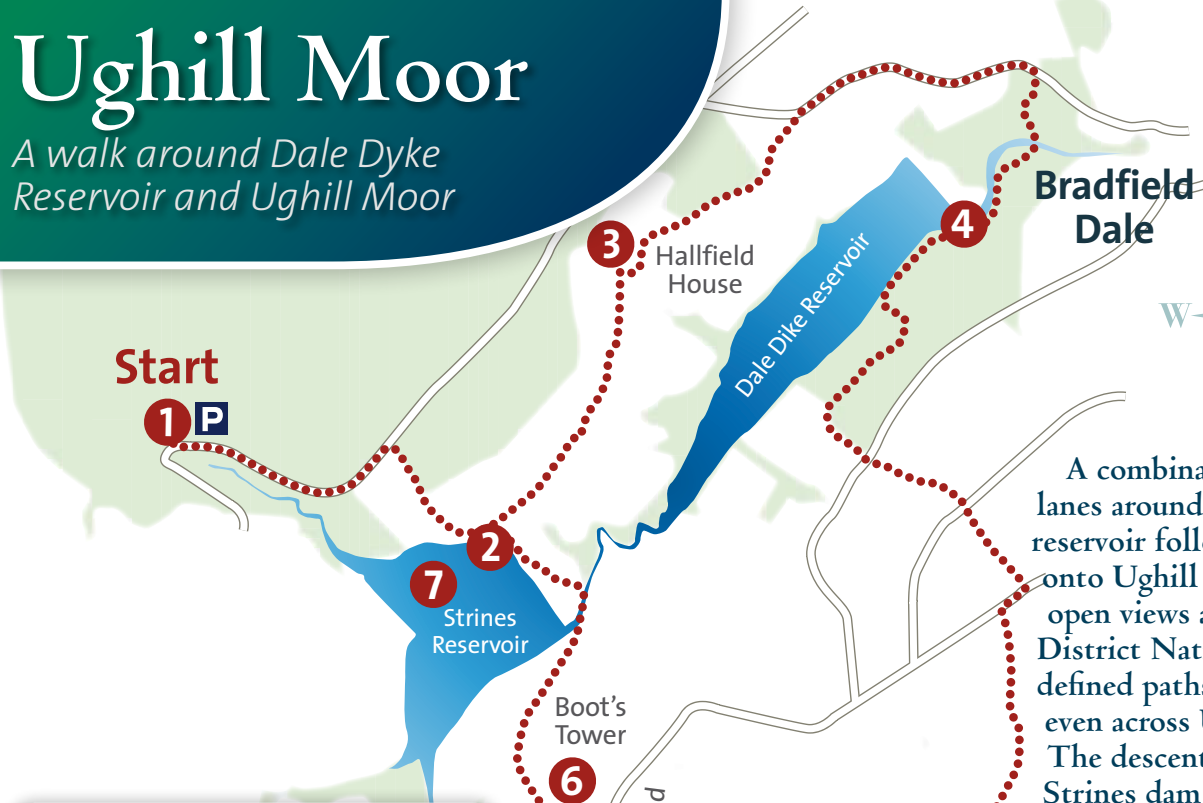 Ughill Moor
A walk around Dale Dyke
Reservoir and Ughill Moor
3
Hallfield
House
4
Bradfield
Dale
W
Dale Dike Reservoir
Start
1 P
2
7
Strines
Reservoir
Boot's
Tower
6
d
A combina
lanes around
reservoir foll
onto Ughill
open views a
District Nat
defined paths
even across
The descent
Strines dam